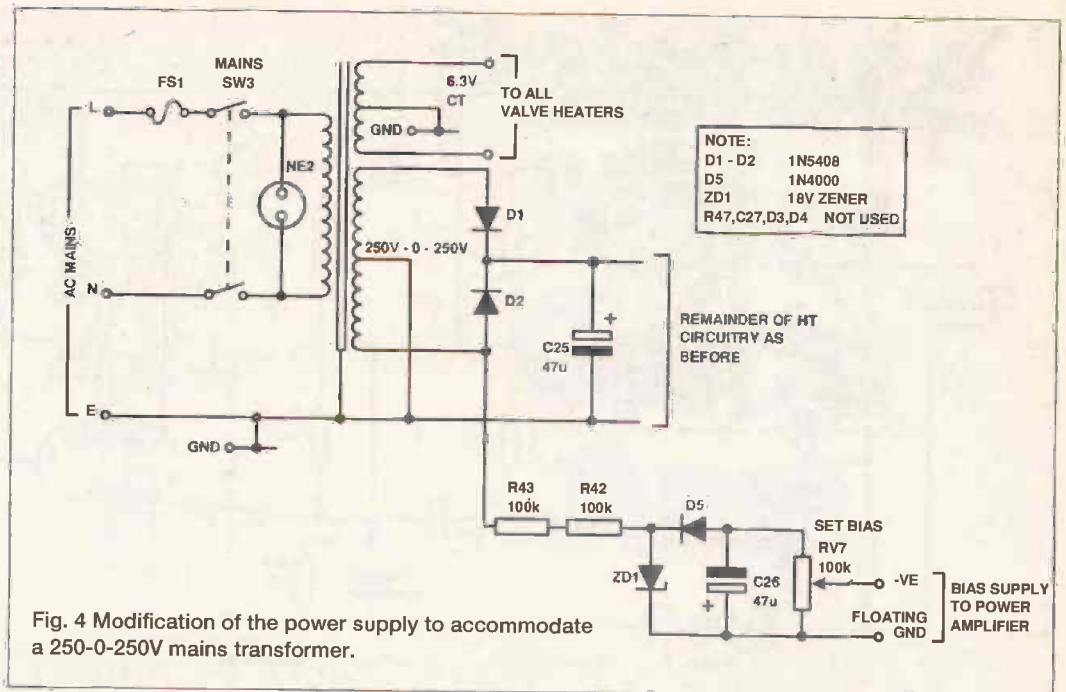 MAINS
FS1
SW3
L
NE2
AC MAINS
N
E
GND
6.3V
CT
GND
TO ALL
VALVE HEATERS
250V - 0 - 250V
D1
D2
+
C25
47u
NOTE:
D1 - D2 1N5408
D5 1N4000
ZD1 18V ZENER
R47,C27,D3,D4 NOT USED
REMAINDER OF HT
CIRCUITRY AS
BEFORE
R43
100k
R42
100k
D5
ZD1
C26
47u
+
SET BIAS
RV7
100k
-VE
FLOATING
GND
BIAS SUPPLY
TO POWER
AMPLIFIER
Fig. 4 Modification of the power supply to accommodate
a 250-0-250V mains transformer.